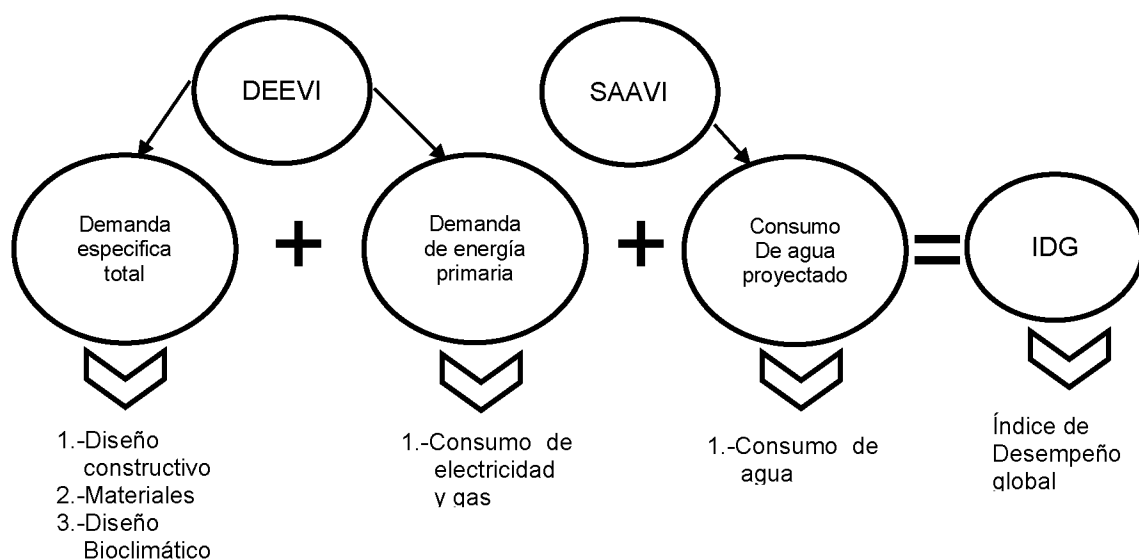 DEEVI
SAAVI
Demanda
especifica
total
+
Demanda
de energía
primaria
+
Consumo
De agua
proyectado
=
IDG
1.-Diseño
constructivo
2.-Materiales
3.-Diseño
Bioclimático
1.-Consumo de
electricidad
y gas
1.-Consumo de
agua
Índice de
Desempeño
global